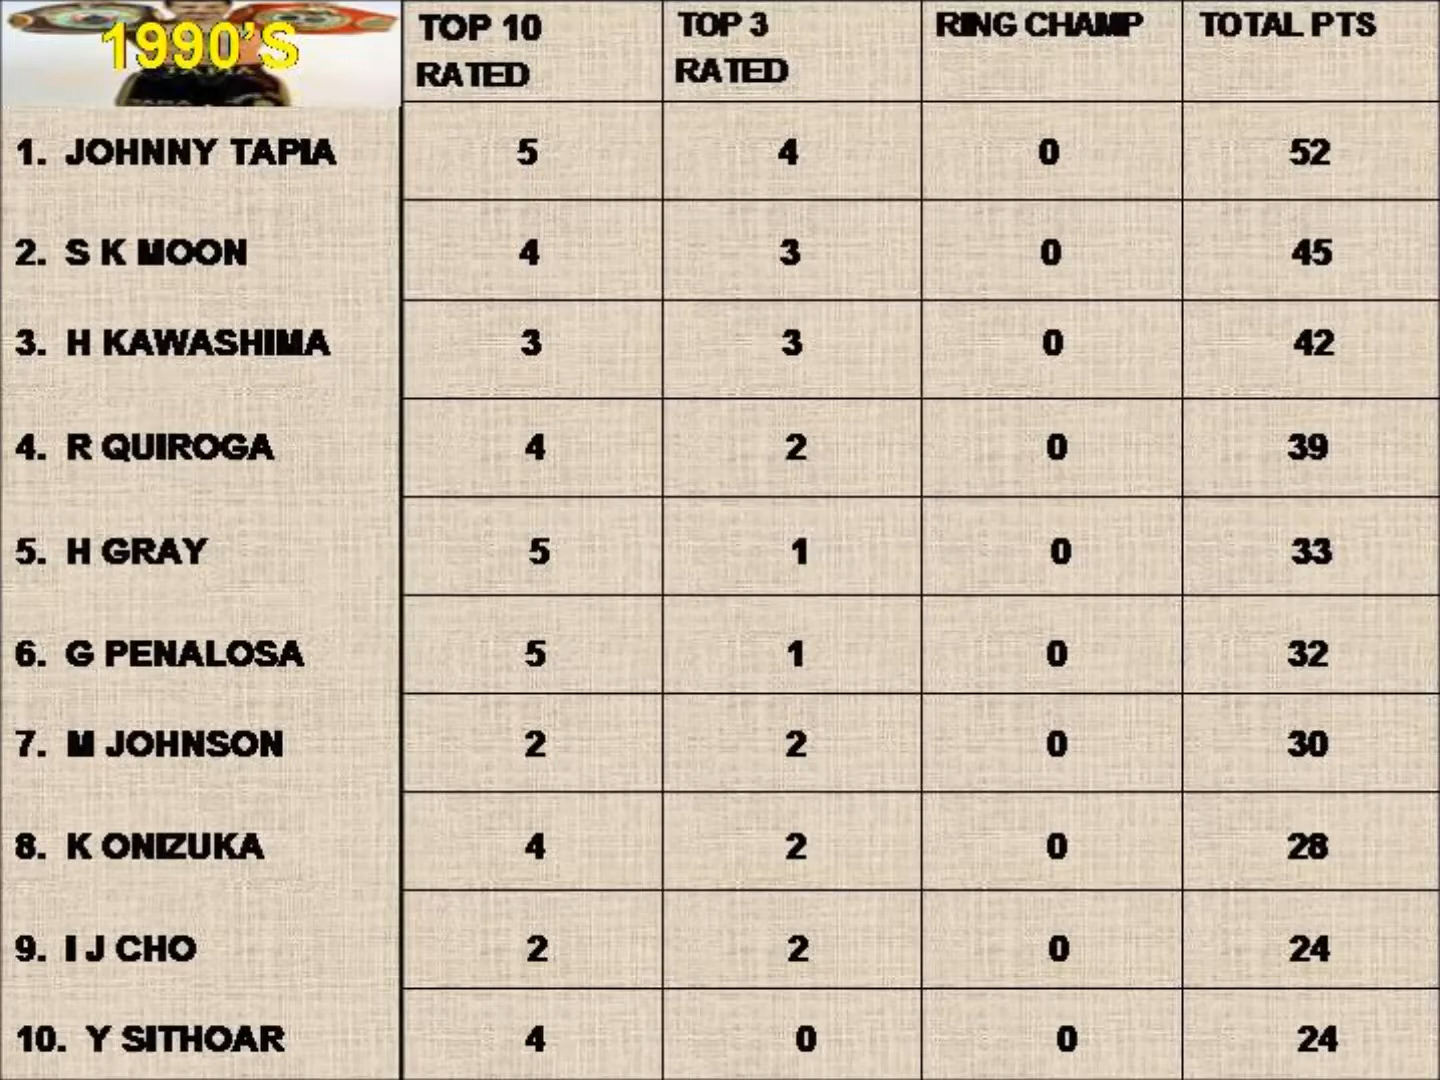 1990'S
TOP 10 RATED
TOP 3 RATED
RING CHAMP
TOTAL PTS
1. JOHNNY TAPIA 5 4 0 52
2. S K MOON 4 3 0 45
3. H KAWASHIMA 3 3 0 42
4. R QUIROGA 4 2 0 39
5. H GRAY 5 1 0 33
6. G PENALOSA 5 1 0 32
7. M JOHNSON 2 2 0 30
8. K ONIZUKA 4 2 0 28
9. I J CHO 2 2 0 24
10. Y SITHOAR 4 0 0 24